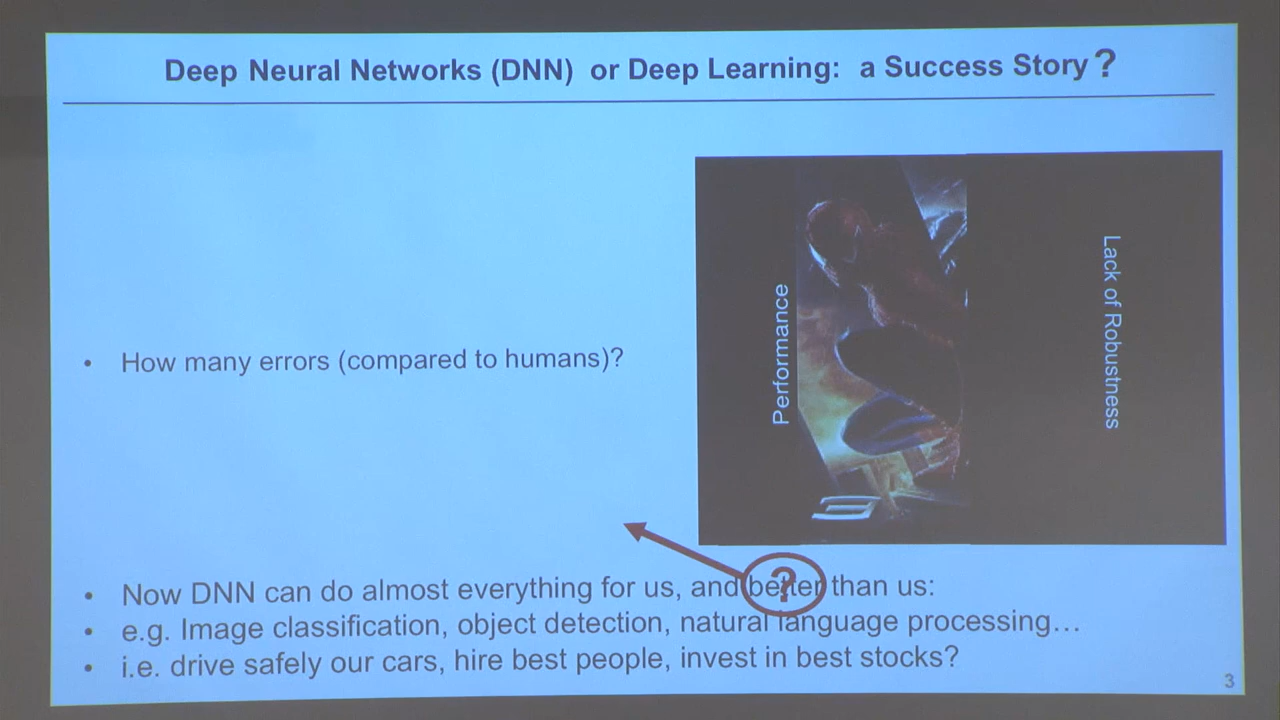 Deep Neural Networks (DNN) or Deep Learning: a Success Story ?
Performance
Lack of Robustness
• How many errors (compared to humans)?
?
• Now DNN can do almost everything for us, and better than us:
• e.g. Image classification, object detection, natural language processing…
• i.e. drive safely our cars, hire best people, invest in best stocks?
3